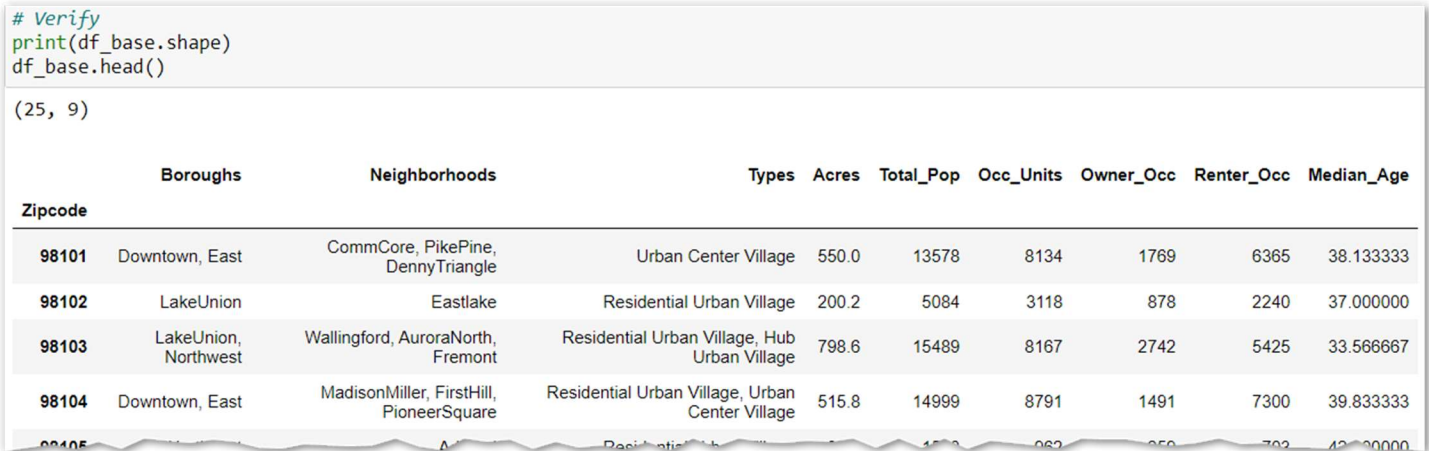 # Verify
print(df_base.shape)
df_base.head()
(25, 9)
Boroughs Neighborhoods Types Acres Total_Pop Occ_Units Owner_Occ Renter_Occ Median_Age
Zipcode
98101 Downtown, East CommCore, PikePine, DennyTriangle Urban Center Village 550.0 13578 8134 1769 6365 38.133333
98102 LakeUnion Eastlake Residential Urban Village 200.2 5084 3118 878 2240 37.000000
98103 LakeUnion, Northwest Wallingford, AuroraNorth, Fremont Residential Urban Village, Hub Urban Village 798.6 15489 8167 2742 5425 33.566667
98104 Downtown, East MadisonMiller, FirstHill, PioneerSquare Residential Urban Village, Urban Center Village 515.8 14999 8791 1491 7300 39.833333